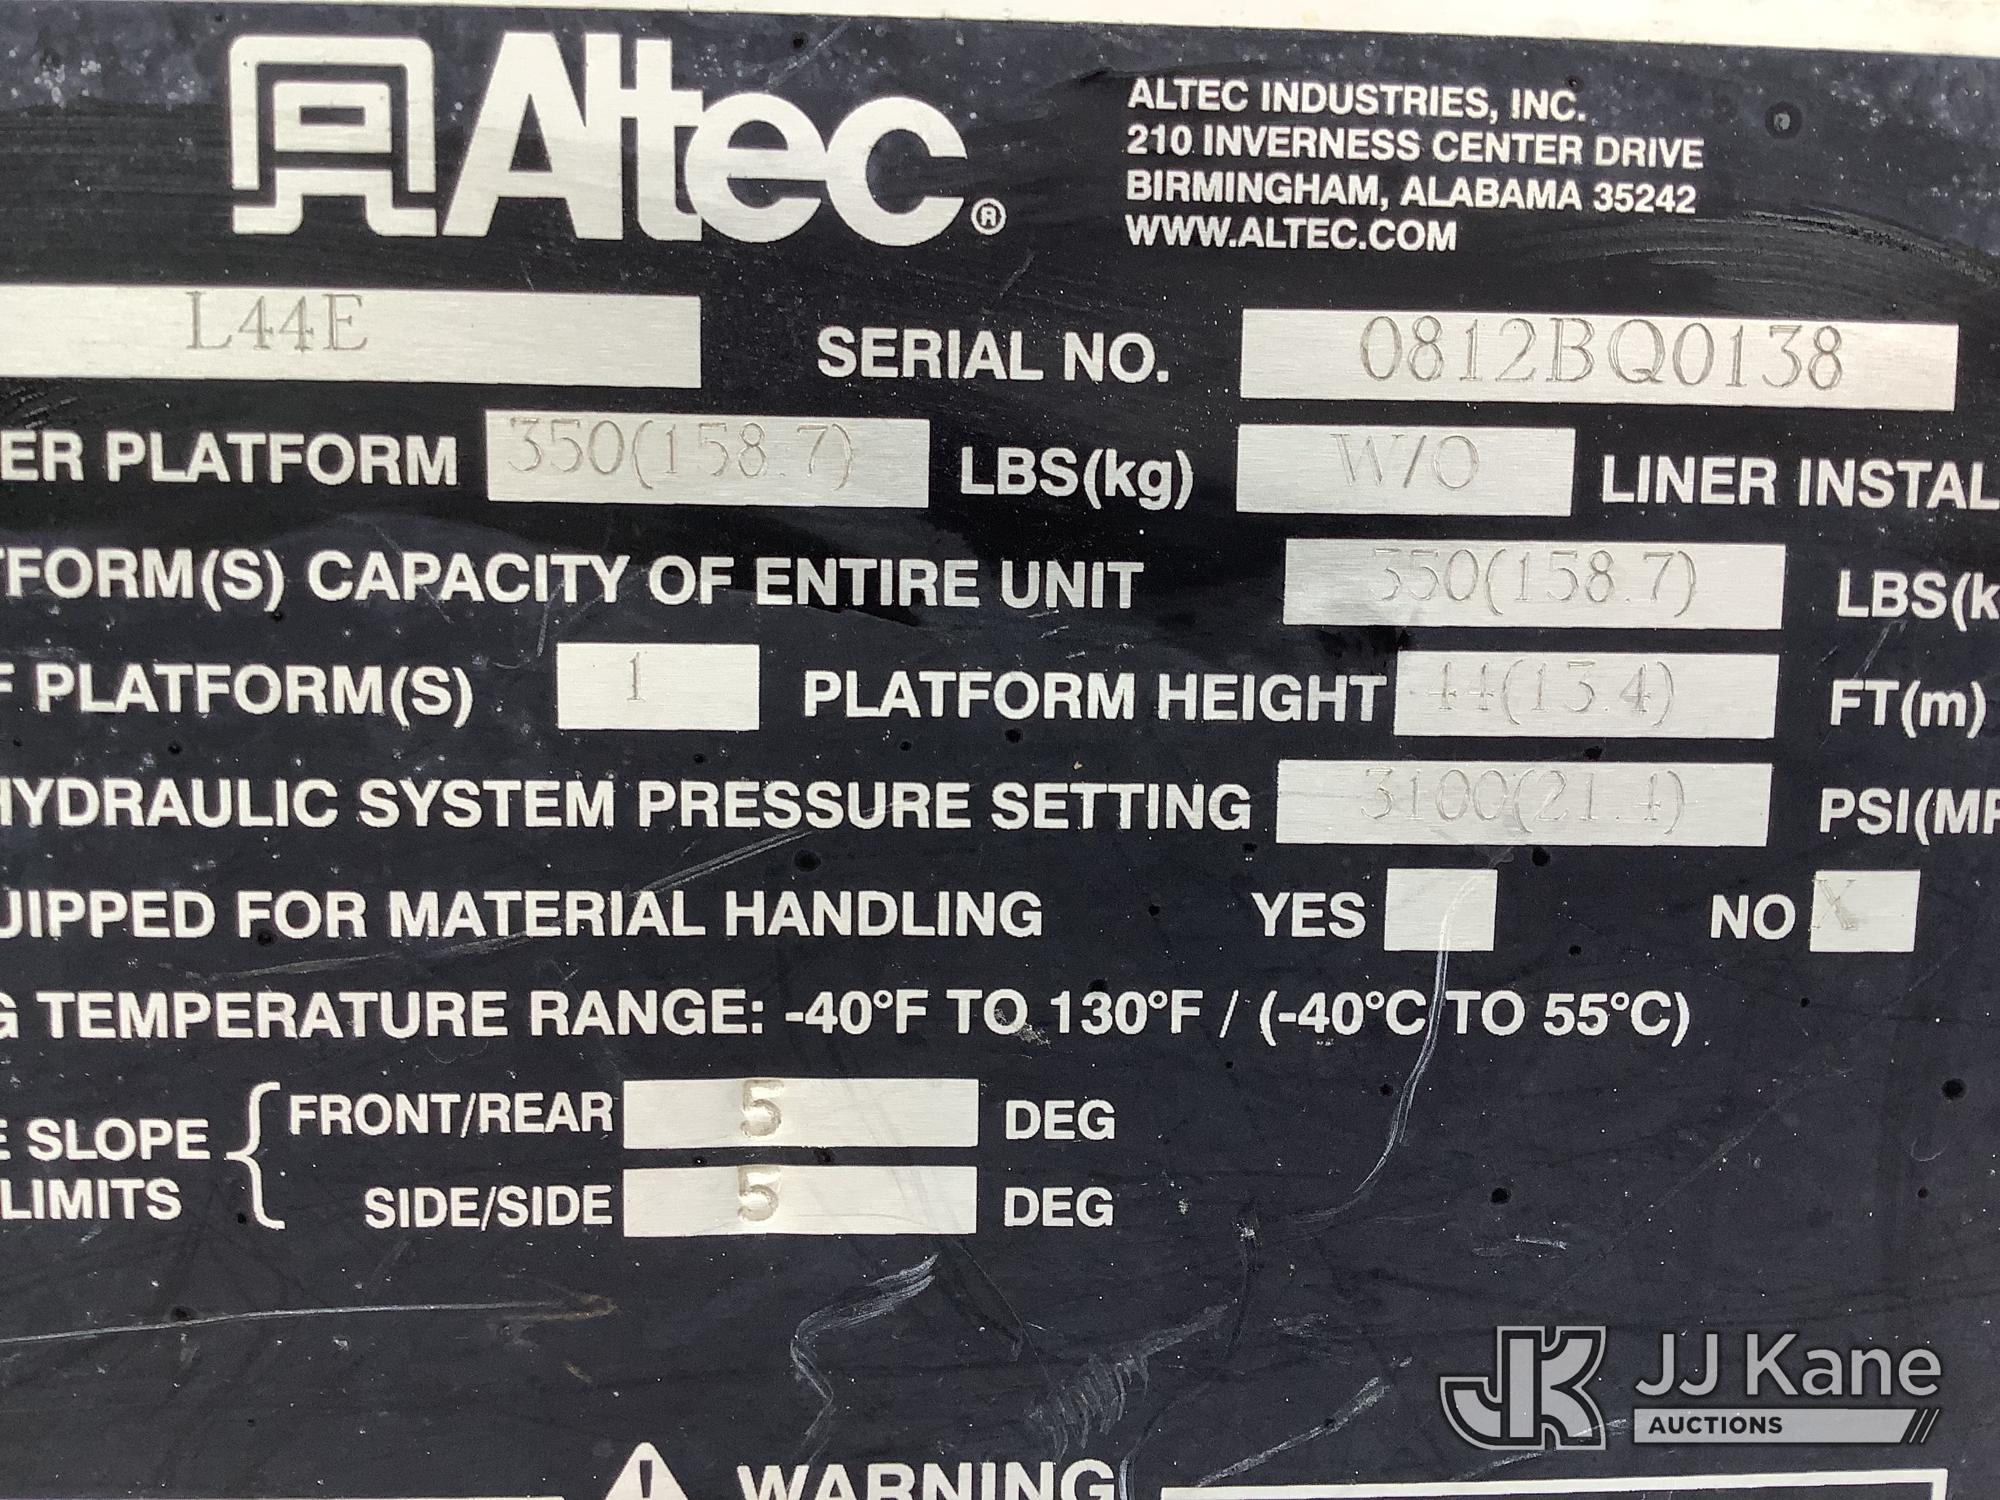 Altec®
ALTEC INDUSTRIES, INC.
210 INVERNESS CENTER DRIVE
BIRMINGHAM, ALABAMA 35242
WWW.ALTEC.COM
L44E SERIAL NO. 0812BQ0138
ER PLATFORM 350(158.7) LBS(kg) W/O LINER INSTAL
TFORM(S) CAPACITY OF ENTIRE UNIT 350(158.7) LBS(k
F PLATFORM(S) 1 PLATFORM HEIGHT 44(13.4) FT(m)
HYDRAULIC SYSTEM PRESSURE SETTING 3100(21.4) PSI(MP
UIPPED FOR MATERIAL HANDLING YES NO X
G TEMPERATURE RANGE: -40°F TO 130°F / (-40°C TO 55°C)
E SLOPE LIMITS { FRONT/REAR 5 DEG
SIDE/SIDE 5 DEG
! WARNING
JK JJ Kane
AUCTIONS